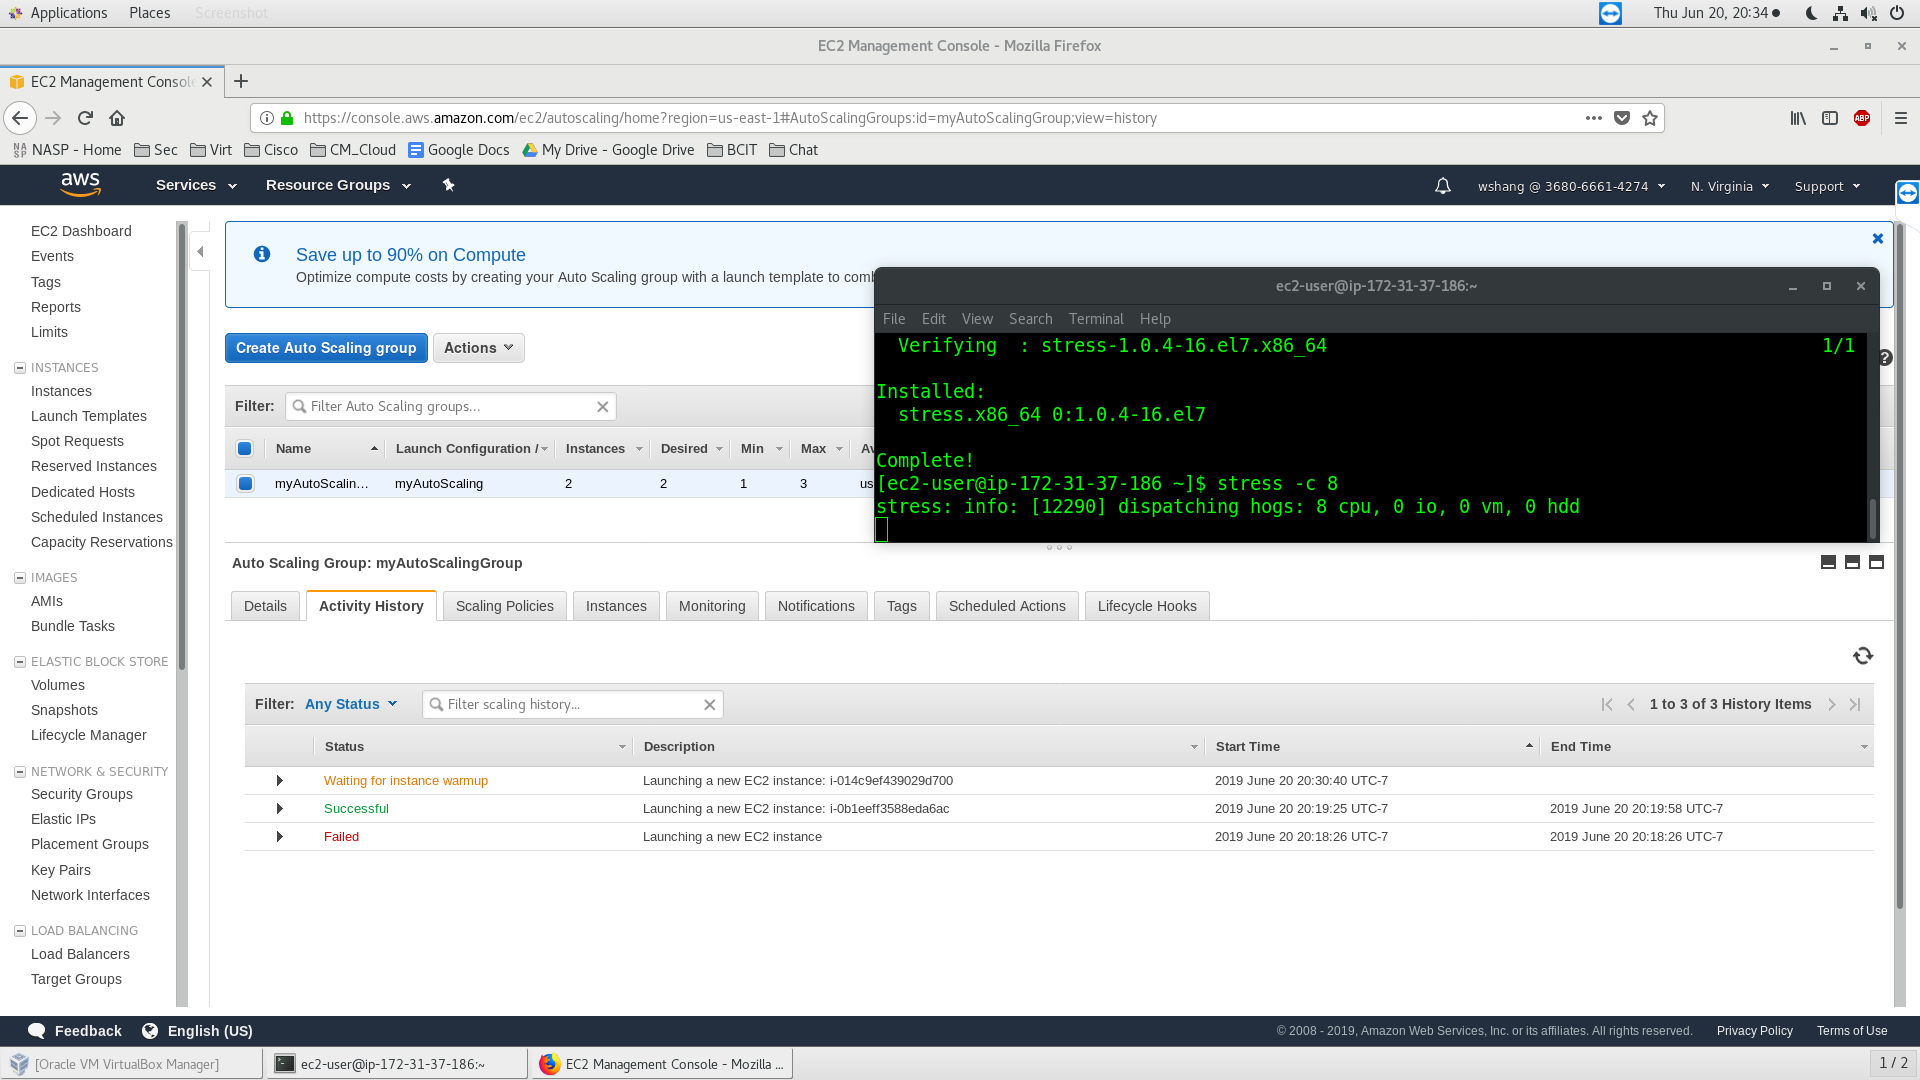 Applications Places Screenshot Thu Jun 20, 20:34
EC2 Management Console - Mozilla Firefox
EC2 Management Console
https://console.aws.amazon.com/ec2/autoscaling/home?region=us-east-1#AutoScalingGroups:id=myAutoScalingGroup;view=history ABP
NASP - Home Sec Virt Cisco CM_Cloud Google Docs My Drive - Google Drive BCIT Chat
aws Services Resource Groups wshang @ 3680-6661-4274 N. Virginia Support
EC2 Dashboard
Events
Tags
Reports
Limits
INSTANCES
Instances
Launch Templates
Spot Requests
Reserved Instances
Dedicated Hosts
Scheduled Instances
Capacity Reservations
IMAGES
AMIs
Bundle Tasks
ELASTIC BLOCK STORE
Volumes
Snapshots
Lifecycle Manager
NETWORK & SECURITY
Security Groups
Elastic IPs
Placement Groups
Key Pairs
Network Interfaces
LOAD BALANCING
Load Balancers
Target Groups
Save up to 90% on Compute
Optimize compute costs by creating your Auto Scaling group with a launch template to
Create Auto Scaling group Actions
Filter: Filter Auto Scaling groups...
Name Launch Configuration / Instances Desired Min Max Av
myAutoScalin... myAutoScaling 2 2 1 3 us
ec2-user@ip-172-31-37-186:~
File Edit View Search Terminal Help
Verifying : stress-1.0.4-16.el7.x86_64 1/1
Installed:
stress.x86_64 0:1.0.4-16.el7
Complete!
[ec2-user@ip-172-31-37-186 ~]$ stress -c 8
stress: info: [12290] dispatching hogs: 8 cpu, 0 io, 0 vm, 0 hdd
Auto Scaling Group: myAutoScalingGroup
Details Activity History Scaling Policies Instances Monitoring Notifications Tags Scheduled Actions Lifecycle Hooks
Filter: Any Status Filter scaling history... 1 to 3 of 3 History Items
Status Description Start Time End Time
Waiting for instance warmup Launching a new EC2 instance: i-014c9ef439029d700 2019 June 20 20:30:40 UTC-7
Successful Launching a new EC2 instance: i-0b1eeff3588eda6ac 2019 June 20 20:19:25 UTC-7 2019 June 20 20:19:58 UTC-7
Failed Launching a new EC2 instance 2019 June 20 20:18:26 UTC-7 2019 June 20 20:18:26 UTC-7
Feedback English (US) © 2008 - 2019, Amazon Web Services, Inc. or its affiliates. All rights reserved. Privacy Policy Terms of Use
[Oracle VM VirtualBox Manager] ec2-user@ip-172-31-37-186:~ EC2 Management Console - Mozilla ... 1 / 2